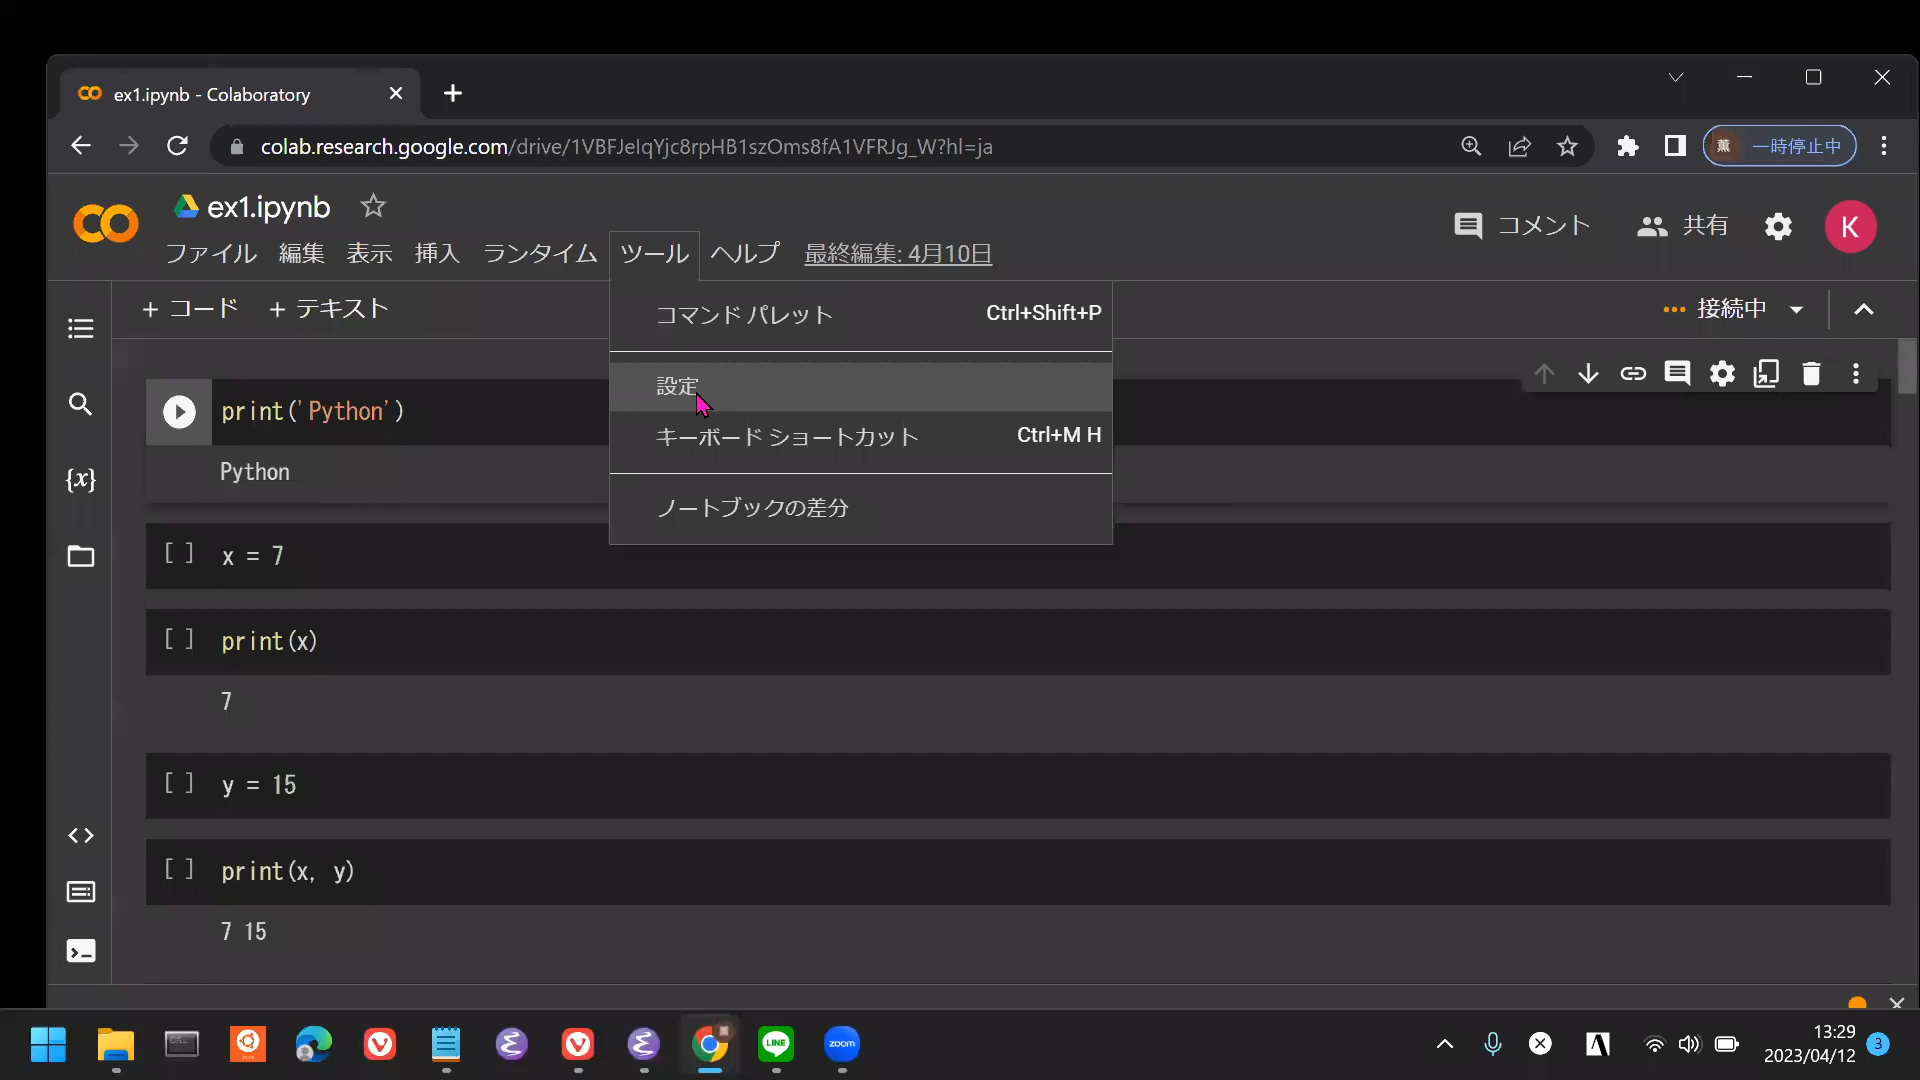 ex1.ipynb - Colaboratory
colab.research.google.com/drive/1VBFJeIqYjc8rpHB1szOms8fA1VFRJg_W?hl=ja
薫 一時停止中
ex1.ipynb
コメント 共有 K
ファイル 編集 表示 挿入 ランタイム ツール ヘルプ 最終編集: 4月10日
+ コード + テキスト
接続中
コマンド パレット Ctrl+Shift+P
設定
キーボード ショートカット Ctrl+M H
ノートブックの差分
print('Python')
Python
{x}
[ ] x = 7
[ ] print(x)
7
[ ] y = 15
[ ] print(x, y)
7 15
LINE
zoom
A
13:29
2023/04/12
3